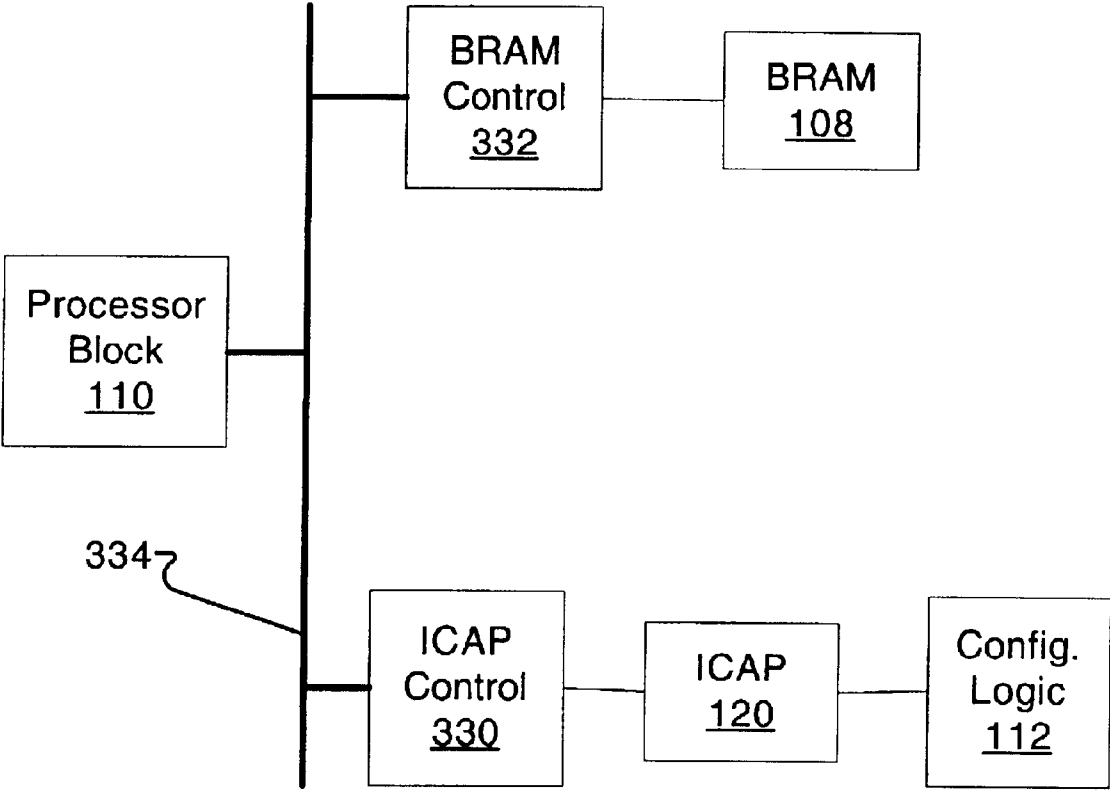 BRAM
Control
332
BRAM
108
Processor
Block
110
334
ICAP
Control
330
ICAP
120
Config.
Logic
112